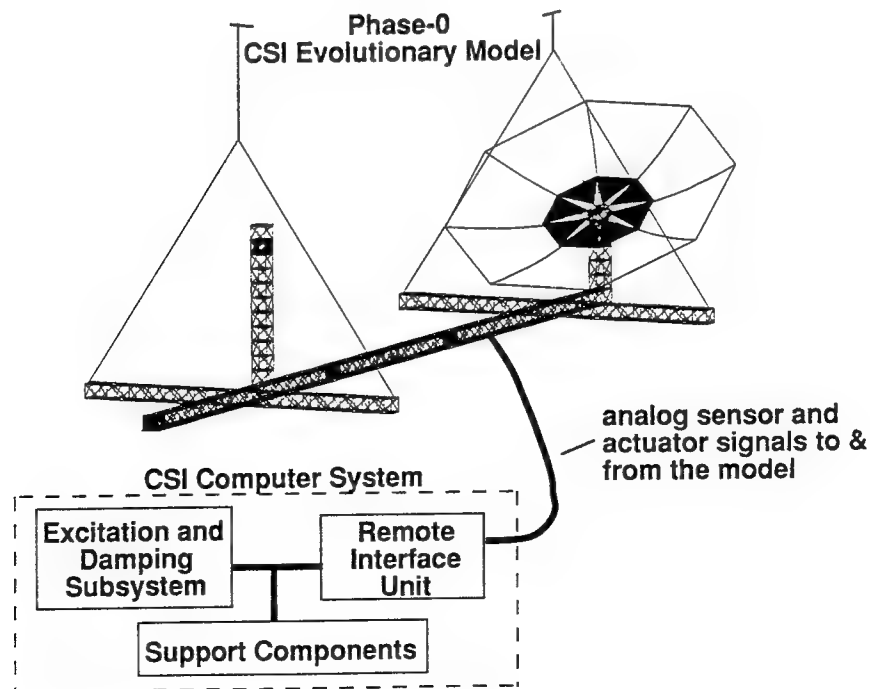 Phase-0
CSI Evolutionary Model
analog sensor and
actuator signals to &
from the model
CSI Computer System
Excitation and
Damping
Subsystem
Remote
Interface
Unit
Support Components